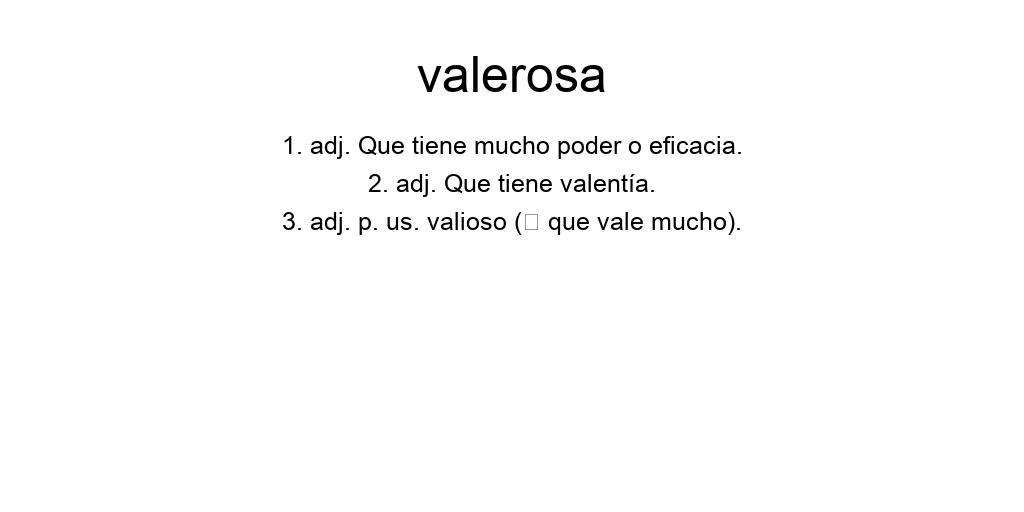 valerosa
1. adj. Que tiene mucho poder o eficacia.
2. adj. Que tiene valentía.
3. adj. p. us. valioso (□ que vale mucho).